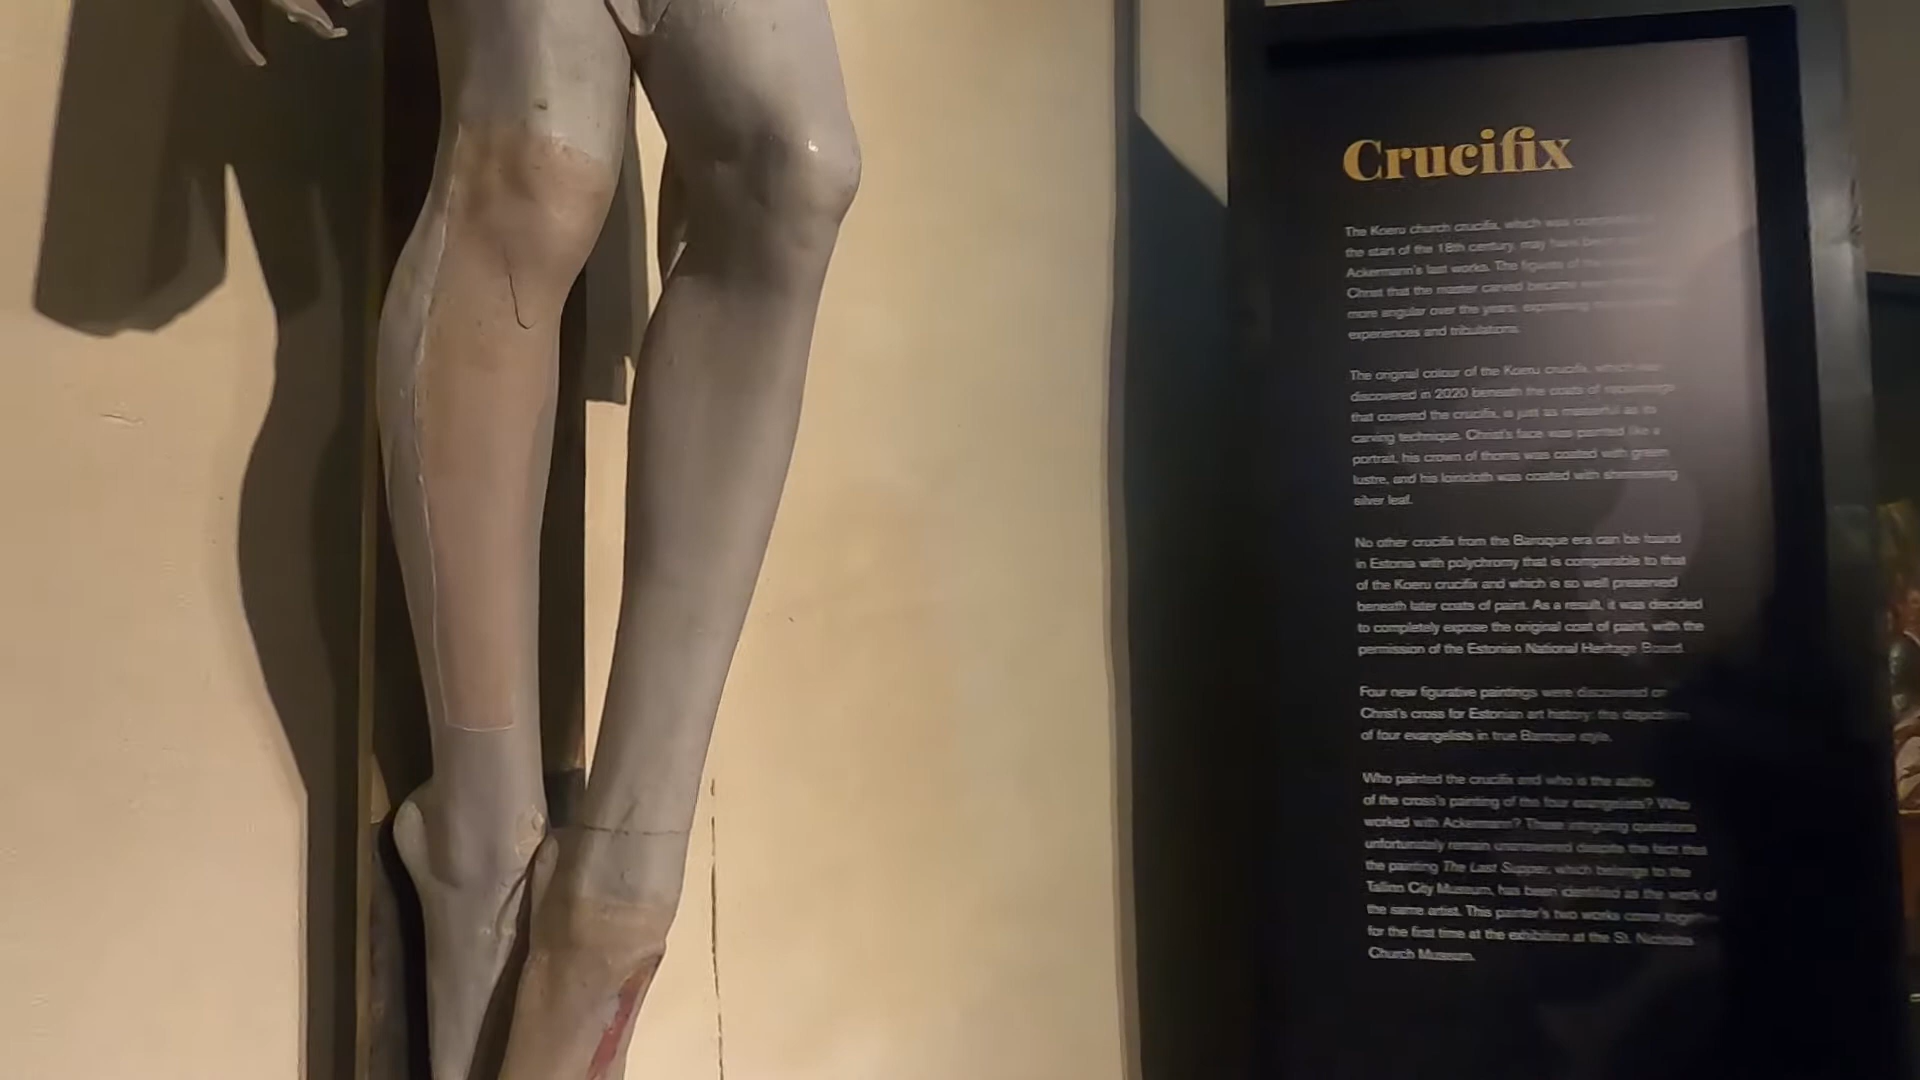 Crucifix
The Koeru church crucifix, which was
the start of the 18th century, may have been
Ackermann's last works. The figures of the
Christ that the master carved became
more angular over the years, expressing
experiences and tribulations.
The original colour of the Koeru crucifix, which was
discovered in 2020 beneath the coats of
that covered the crucifix, is just as masterful as its
carving technique. Christ's face was painted like a
portrait, his crown of thorns was coated with green
lustre, and his loincloth was coated with shimmering
silver leaf.
No other crucifix from the Baroque era can be found
in Estonia with polychromy that is comparable to that
of the Koeru crucifix and which is so well preserved
beneath later coats of paint. As a result, it was decided
to completely expose the original coat of paint, with the
permission of the Estonian National Heritage Board.
Four new figurative paintings were discovered on
Christ's cross for Estonian art history: the depiction
of four evangelists in true Baroque style.
Who painted the crucifix and who is the author
of the cross's painting of the four evangelists? Who
worked with Ackermann? These intriguing questions
unfortunately remain unanswered despite the fact that
the painting The Last Supper, which belongs to the
Tallinn City Museum, has been identified as the work of
the same artist. This painter's two works come together
for the first time at the exhibition at the St. Nicholas
Church Museum.